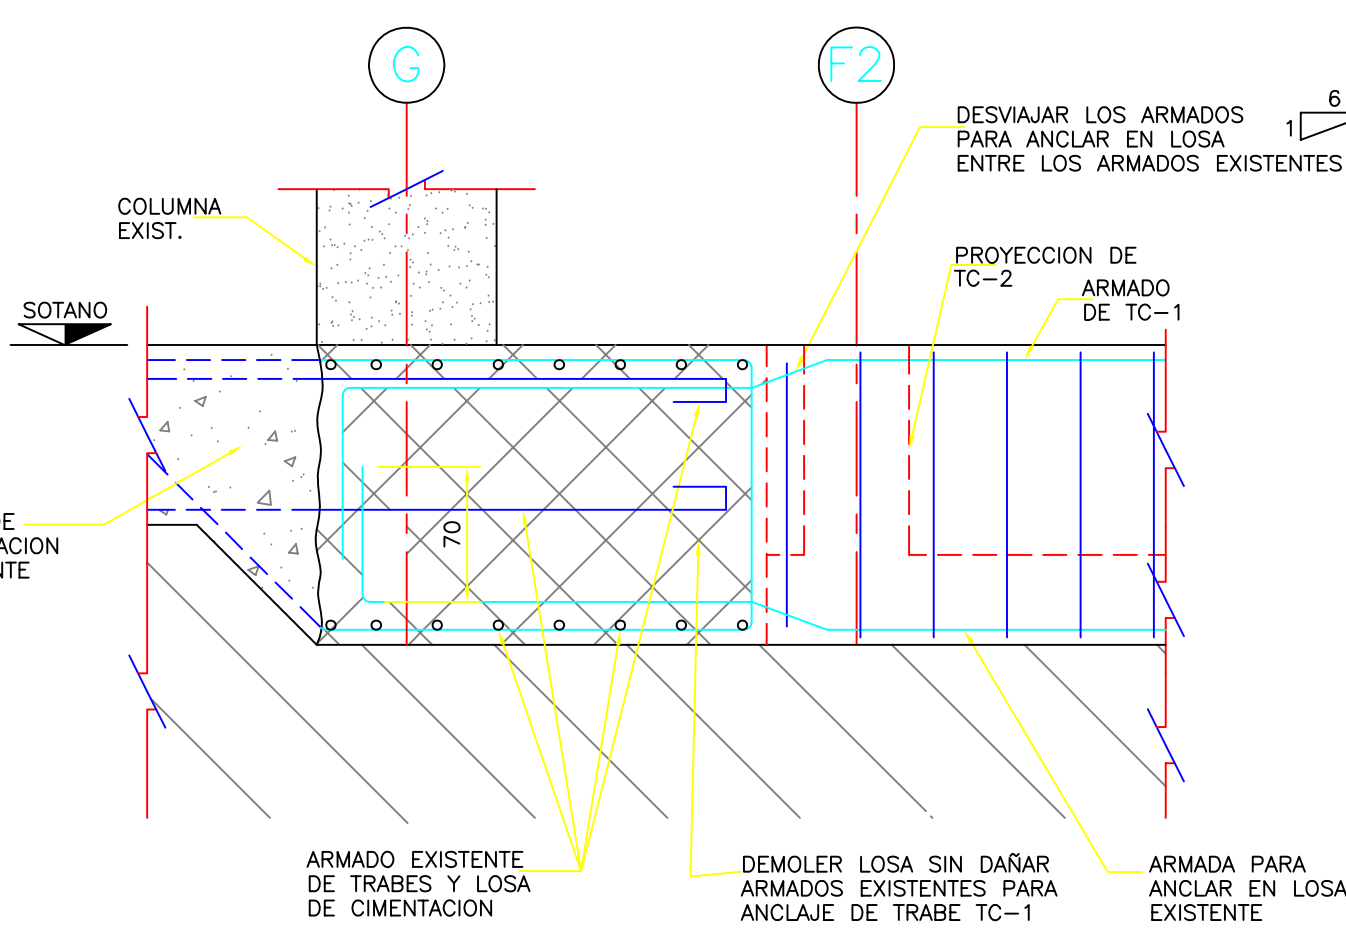 G
F2
DESVIAJAR LOS ARMADOS
PARA ANCLAR EN LOSA
ENTRE LOS ARMADOS EXISTENTES
6
1
COLUMNA
EXIST.
PROYECCION DE
TC-2
ARMADO
DE TC-1
SOTANO
DE
ACION
NTE
70
ARMADO EXISTENTE
DE TRABES Y LOSA
DE CIMENTACION
DEMOLER LOSA SIN DAÑAR
ARMADOS EXISTENTES PARA
ANCLAJE DE TRABE TC-1
ARMADA PARA
ANCLAR EN LOSA
EXISTENTE